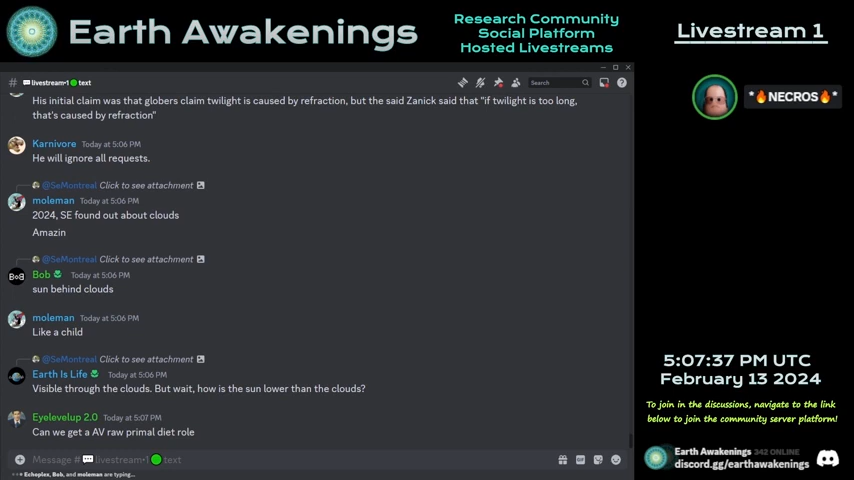 Earth Awakenings
Research Community
Social Platform
Hosted Livestreams
Livestream 1
# livestream•1 text
Search
His initial claim was that globers claim twilight is caused by refraction, but the said Zanick said that "if twilight is too long,
that's caused by refraction"
Karnivore Today at 5:06 PM
He will ignore all requests.
@SeMontreal Click to see attachment
moleman Today at 5:06 PM
2024, SE found out about clouds
Amazin
@SeMontreal Click to see attachment
BoB
Bob Today at 5:06 PM
sun behind clouds
moleman Today at 5:06 PM
Like a child
@SeMontreal Click to see attachment
Earth Is Life Today at 5:06 PM
Visible through the clouds. But wait, how is the sun lower than the clouds?
Eyelevelup 2.0 Today at 5:07 PM
Can we get a AV raw primal diet role
Message # livestream•1 text
GIF
Echoplex, Bob, and moleman are typing...
*🔥NECROS🔥*
5:07:37 PM UTC
February 13 2024
To join in the discussions, navigate to the link
below to join the community server platform!
Earth Awakenings 342 ONLINE
discord.gg/earthawakenings